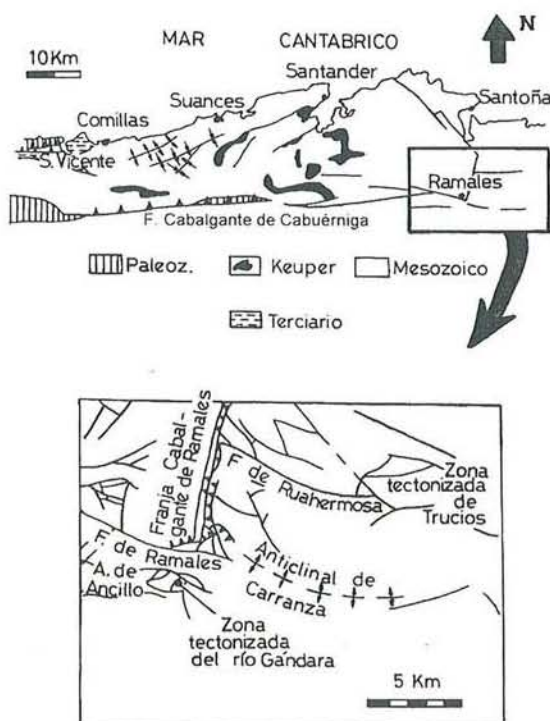 MAR CANTABRICO
N
10Km
Santander
Suances
Santoña
Comillas
S. Vicente
Ramales
F. Cabalgante de Cabuérniga
Paleoz. Keuper Mesozoico
Terciario
Franja Cabal-
gante de Ramales
F. de Ruahermosa
Zona
tectonizada
de
Trucios
F. de Ramales
A. de
Ancillo
Anticlinal de
Carranza
Zona
tectonizada
del río Gándara
5 Km